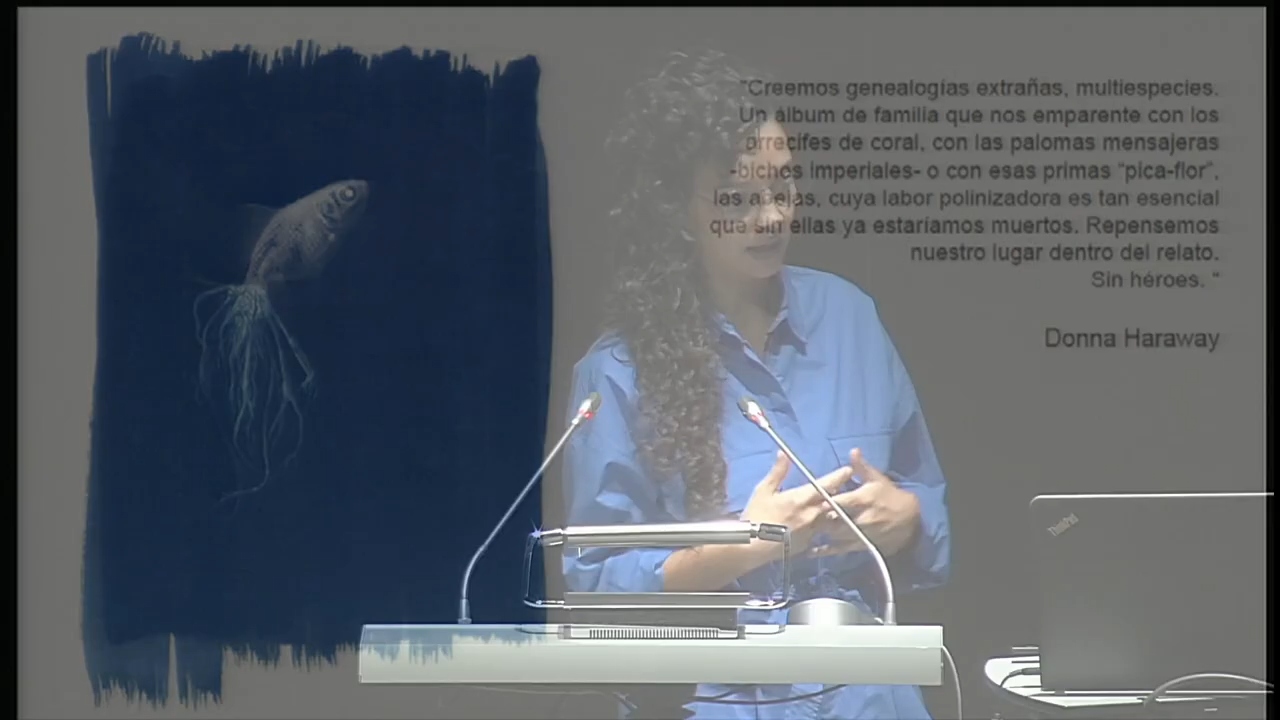 "Creemos genealogías extrañas, multiespecies.
Un álbum de familia que nos emparente con los
arrecifes de coral, con las palomas mensajeras
-biches imperiales- o con esas primas "pica-flor",
las abejas, cuya labor polinizadora es tan esencial
que sin ellas ya estaríamos muertos. Repensemos
nuestro lugar dentro del relato.
Sin héroes. "
Donna Haraway
ThinkPad